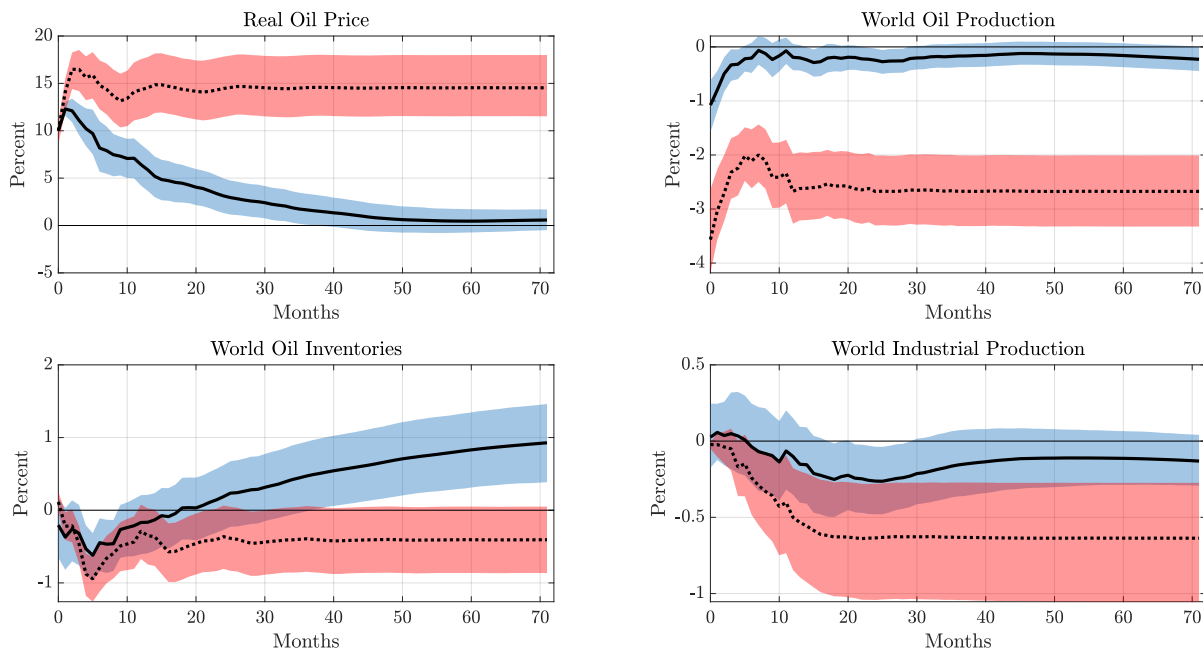 Real Oil Price
20
15
10
5
0
-5
Percent
0 10 20 30 40 50 60 70
Months
World Oil Production
0
-1
-2
-3
-4
Percent
0 10 20 30 40 50 60 70
Months
World Oil Inventories
2
1
0
-1
Percent
0 10 20 30 40 50 60 70
Months
World Industrial Production
0.5
0
-0.5
-1
Percent
0 10 20 30 40 50 60 70
Months